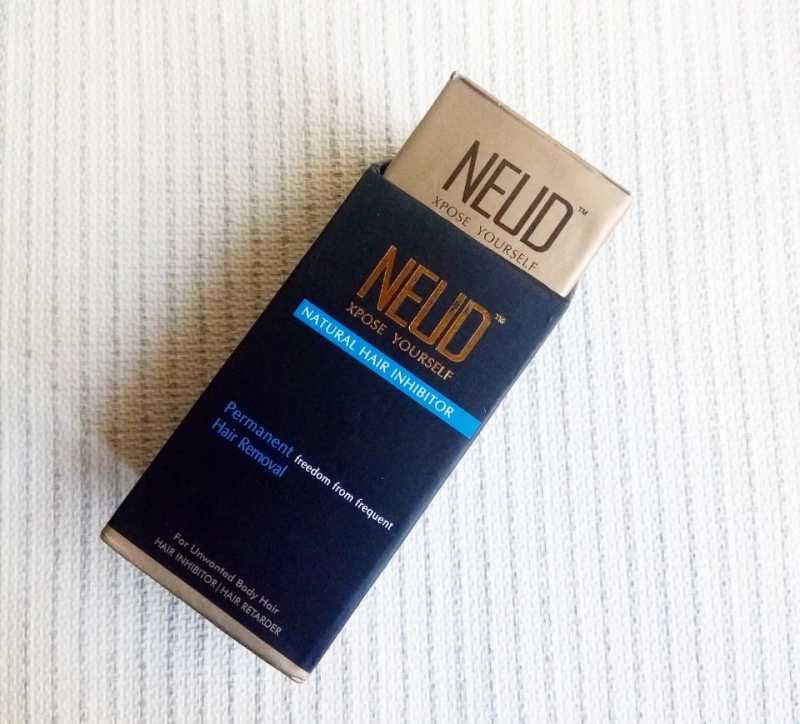 NEUD™
XPOSE YOURSELF
NEUD™
XPOSE YOURSELF
NATURAL HAIR INHIBITOR
Permanent freedom from frequent
Hair Removal
For Unwanted Body Hair
HAIR INHIBITOR | HAIR RETARDER